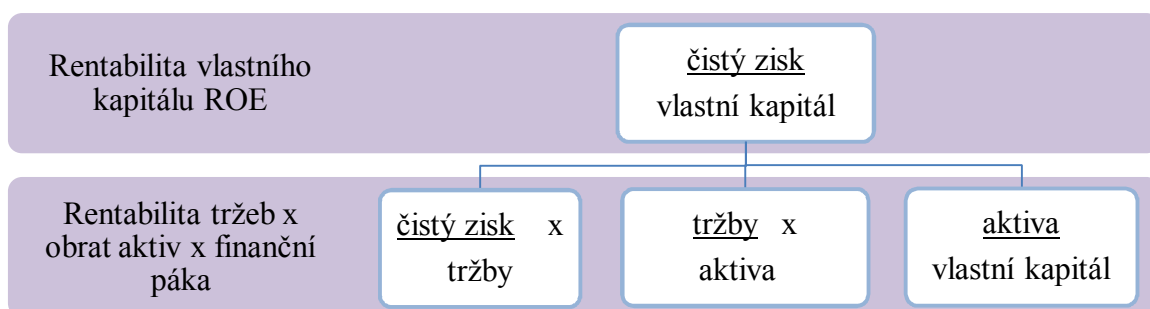 Rentabilita vlastního
kapitálu ROE
čistý zisk
vlastní kapitál
Rentabilita tržeb x
obrat aktiv x finanční
páka
čistý zisk x
tržby
tržby x
aktiva
aktiva
vlastní kapitál